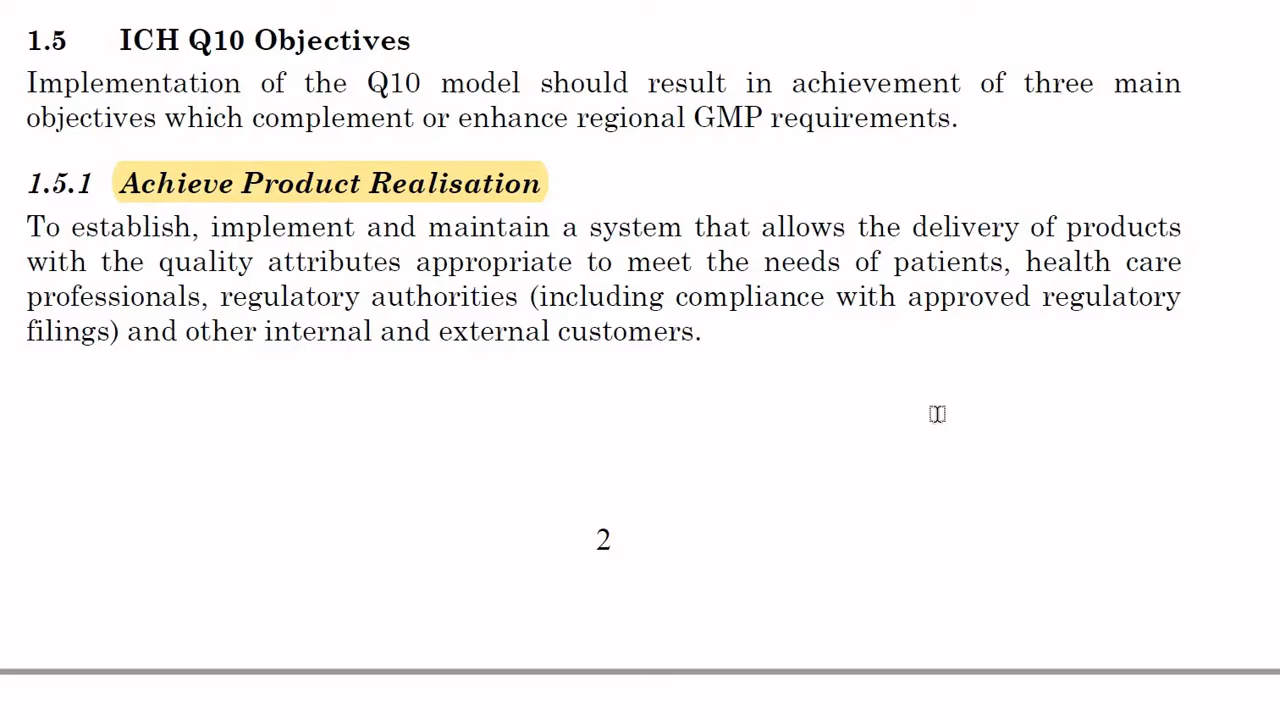 1.5 ICH Q10 Objectives
Implementation of the Q10 model should result in achievement of three main
objectives which complement or enhance regional GMP requirements.
1.5.1 Achieve Product Realisation
To establish, implement and maintain a system that allows the delivery of products
with the quality attributes appropriate to meet the needs of patients, health care
professionals, regulatory authorities (including compliance with approved regulatory
filings) and other internal and external customers.
2